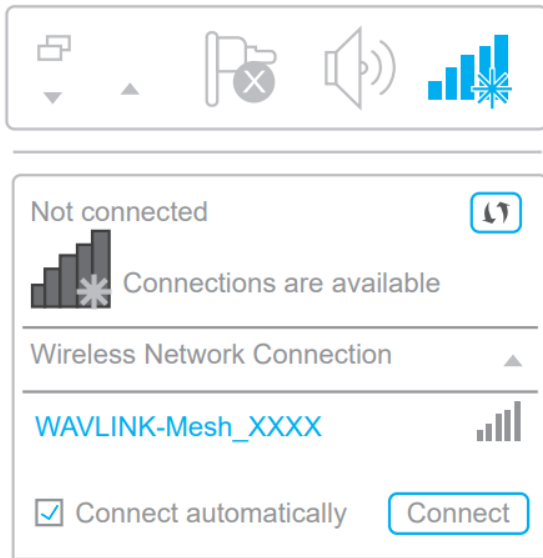 Not connected
Connections are available
Wireless Network Connection
WAVLINK-Mesh_XXXX
Connect automatically
Connect